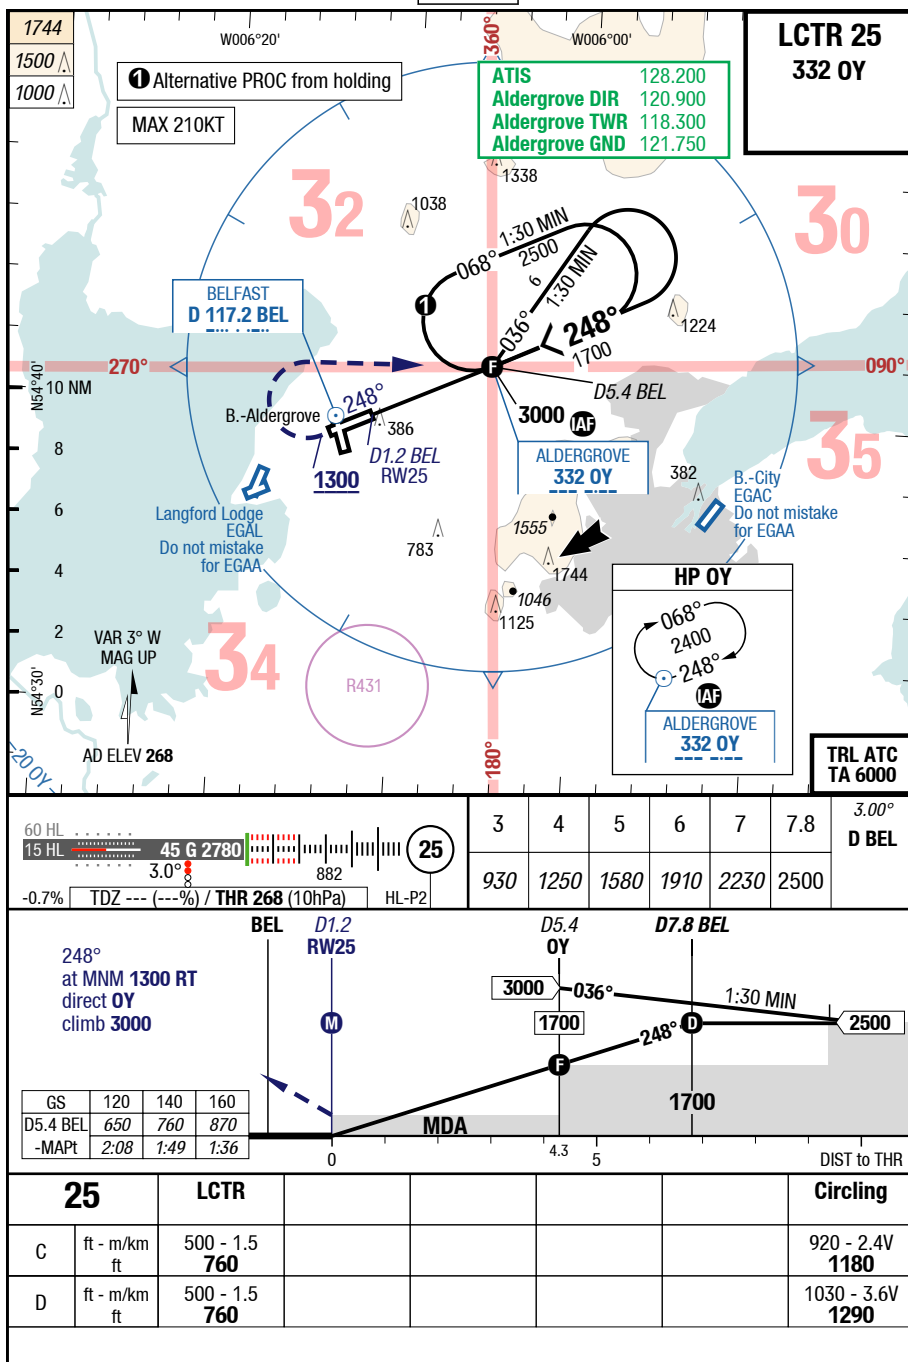 1744
1500
1000
W006°20'
W006°00'
360°
LCTR 25
332 OY
1 Alternative PROC from holding
MAX 210KT
ATIS 128.200
Aldergrove DIR 120.900
Aldergrove TWR 118.300
Aldergrove GND 121.750
1338
32
30
1038
068°
1:30 MIN
2500
6
1:30 MIN
036°
1
248°
1700
1224
BELFAST
D 117.2 BEL
270°
090°
N54°40'
10 NM
F
D5.4 BEL
248°
B.-Aldergrove
386
3000 IAF
35
D1.2 BEL
RW25
1300
ALDERGROVE
332 OY
8
382
B.-City
EGAC
Do not mistake
for EGAA
6
Langford Lodge
EGAL
Do not mistake
for EGAA
1555
783
4
1744
1046
1125
HP OY
068°
2400
248°
IAF
ALDERGROVE
332 OY
2
VAR 3° W
MAG UP
34
R431
N54°30'
0
AD ELEV 268
20 OY
180°
TRL ATC
TA 6000
60 HL
15 HL
45 G 2780
25
3.0°
882
-0.7%
TDZ --- (---%) / THR 268 (10hPa)
HL-P2
3 4 5 6 7 7.8 3.00°
D BEL
930 1250 1580 1910 2230 2500
BEL
D1.2
RW25
D5.4
OY
D7.8 BEL
248°
at MNM 1300 RT
direct OY
climb 3000
3000
036°
1:30 MIN
M
1700
248°
D
2500
F
1700
MDA
GS 120 140 160
D5.4 BEL 650 760 870
-MAPt 2:08 1:49 1:36
0
4.3
5
DIST to THR
25 LCTR Circling
C ft - m/km 500 - 1.5 920 - 2.4V
ft 760 1180
D ft - m/km 500 - 1.5 1030 - 3.6V
ft 760 1290